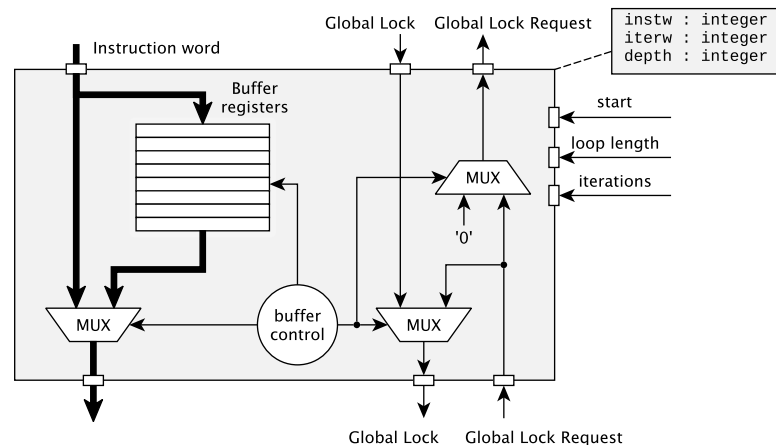 Global Lock
Global Lock Request
instw : integer
iterw : integer
depth : integer
Instruction word
Buffer
registers
start
loop length
iterations
MUX
'0'
buffer
control
MUX
MUX
Global Lock
Global Lock Request